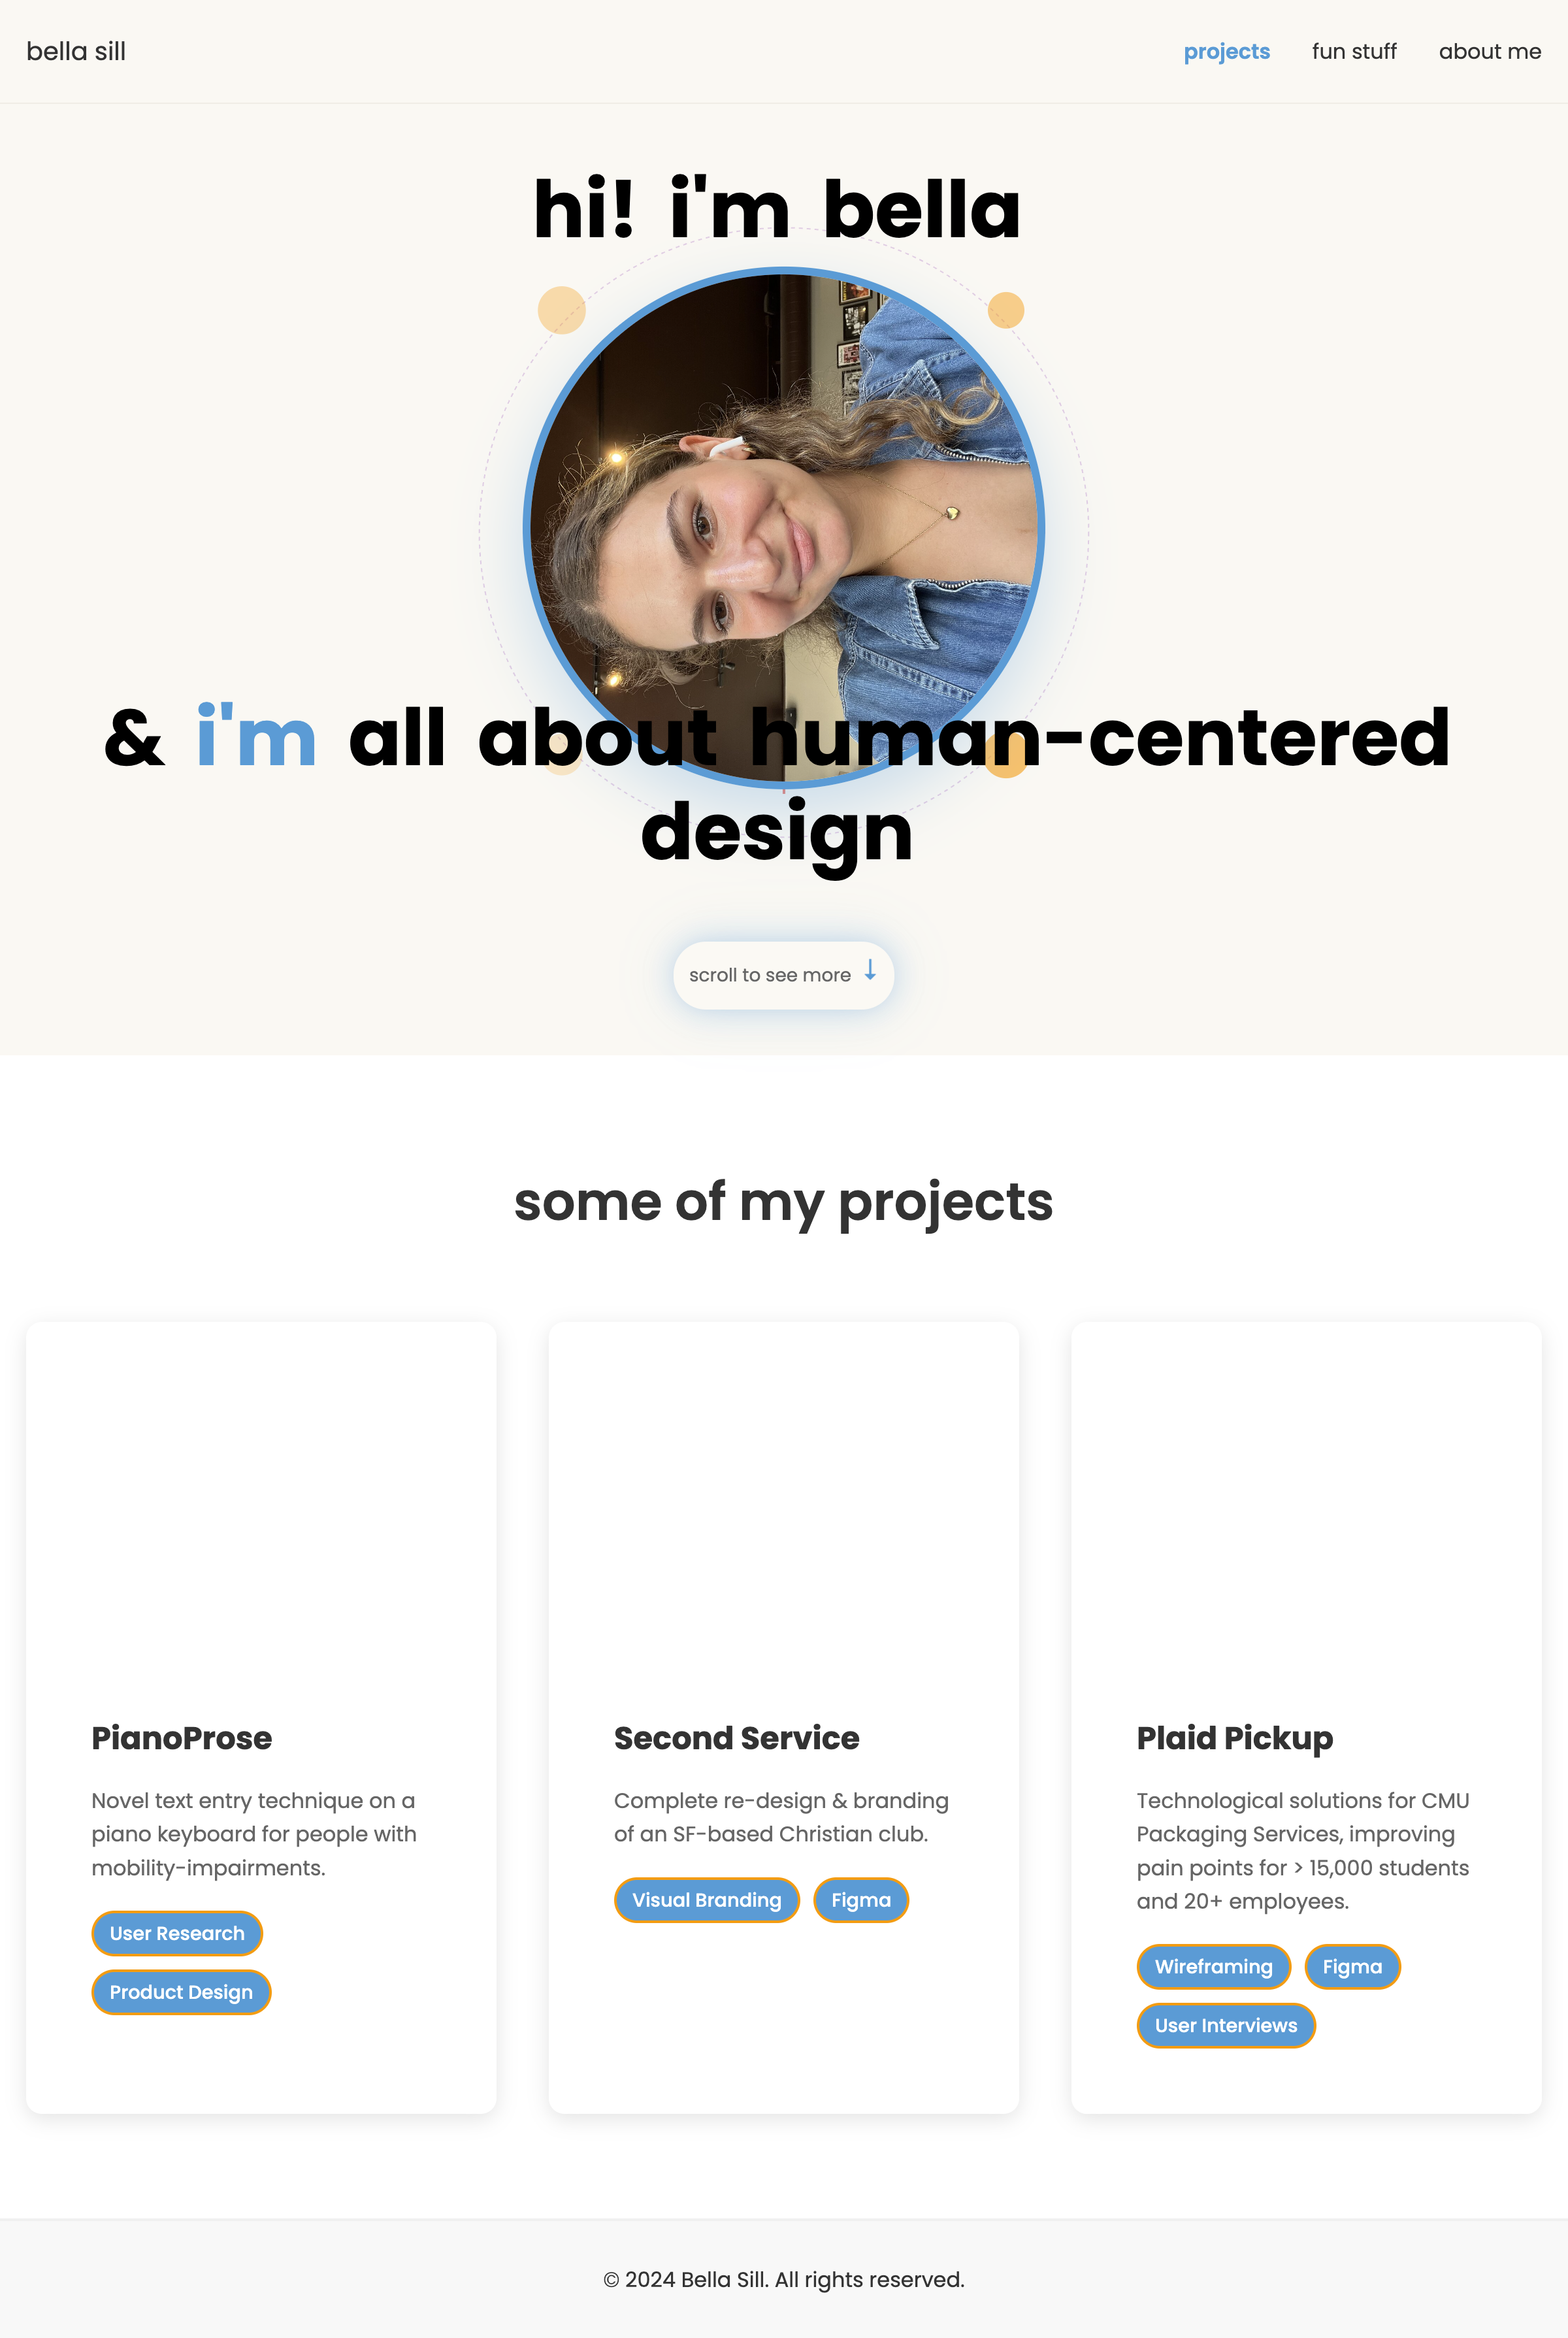 bella sill
projects
fun stuff
about me
hi! i'm bella
& i'm all about human-centered
design
scroll to see more ↓
some of my projects
PianoProse
Novel text entry technique on a
piano keyboard for people with
mobility-impairments.
User Research
Product Design
Second Service
Complete re-design & branding
of an SF-based Christian club.
Visual Branding
Figma
Plaid Pickup
Technological solutions for CMU
Packaging Services, improving
pain points for > 15,000 students
and 20+ employees.
Wireframing
Figma
User Interviews
© 2024 Bella Sill. All rights reserved.